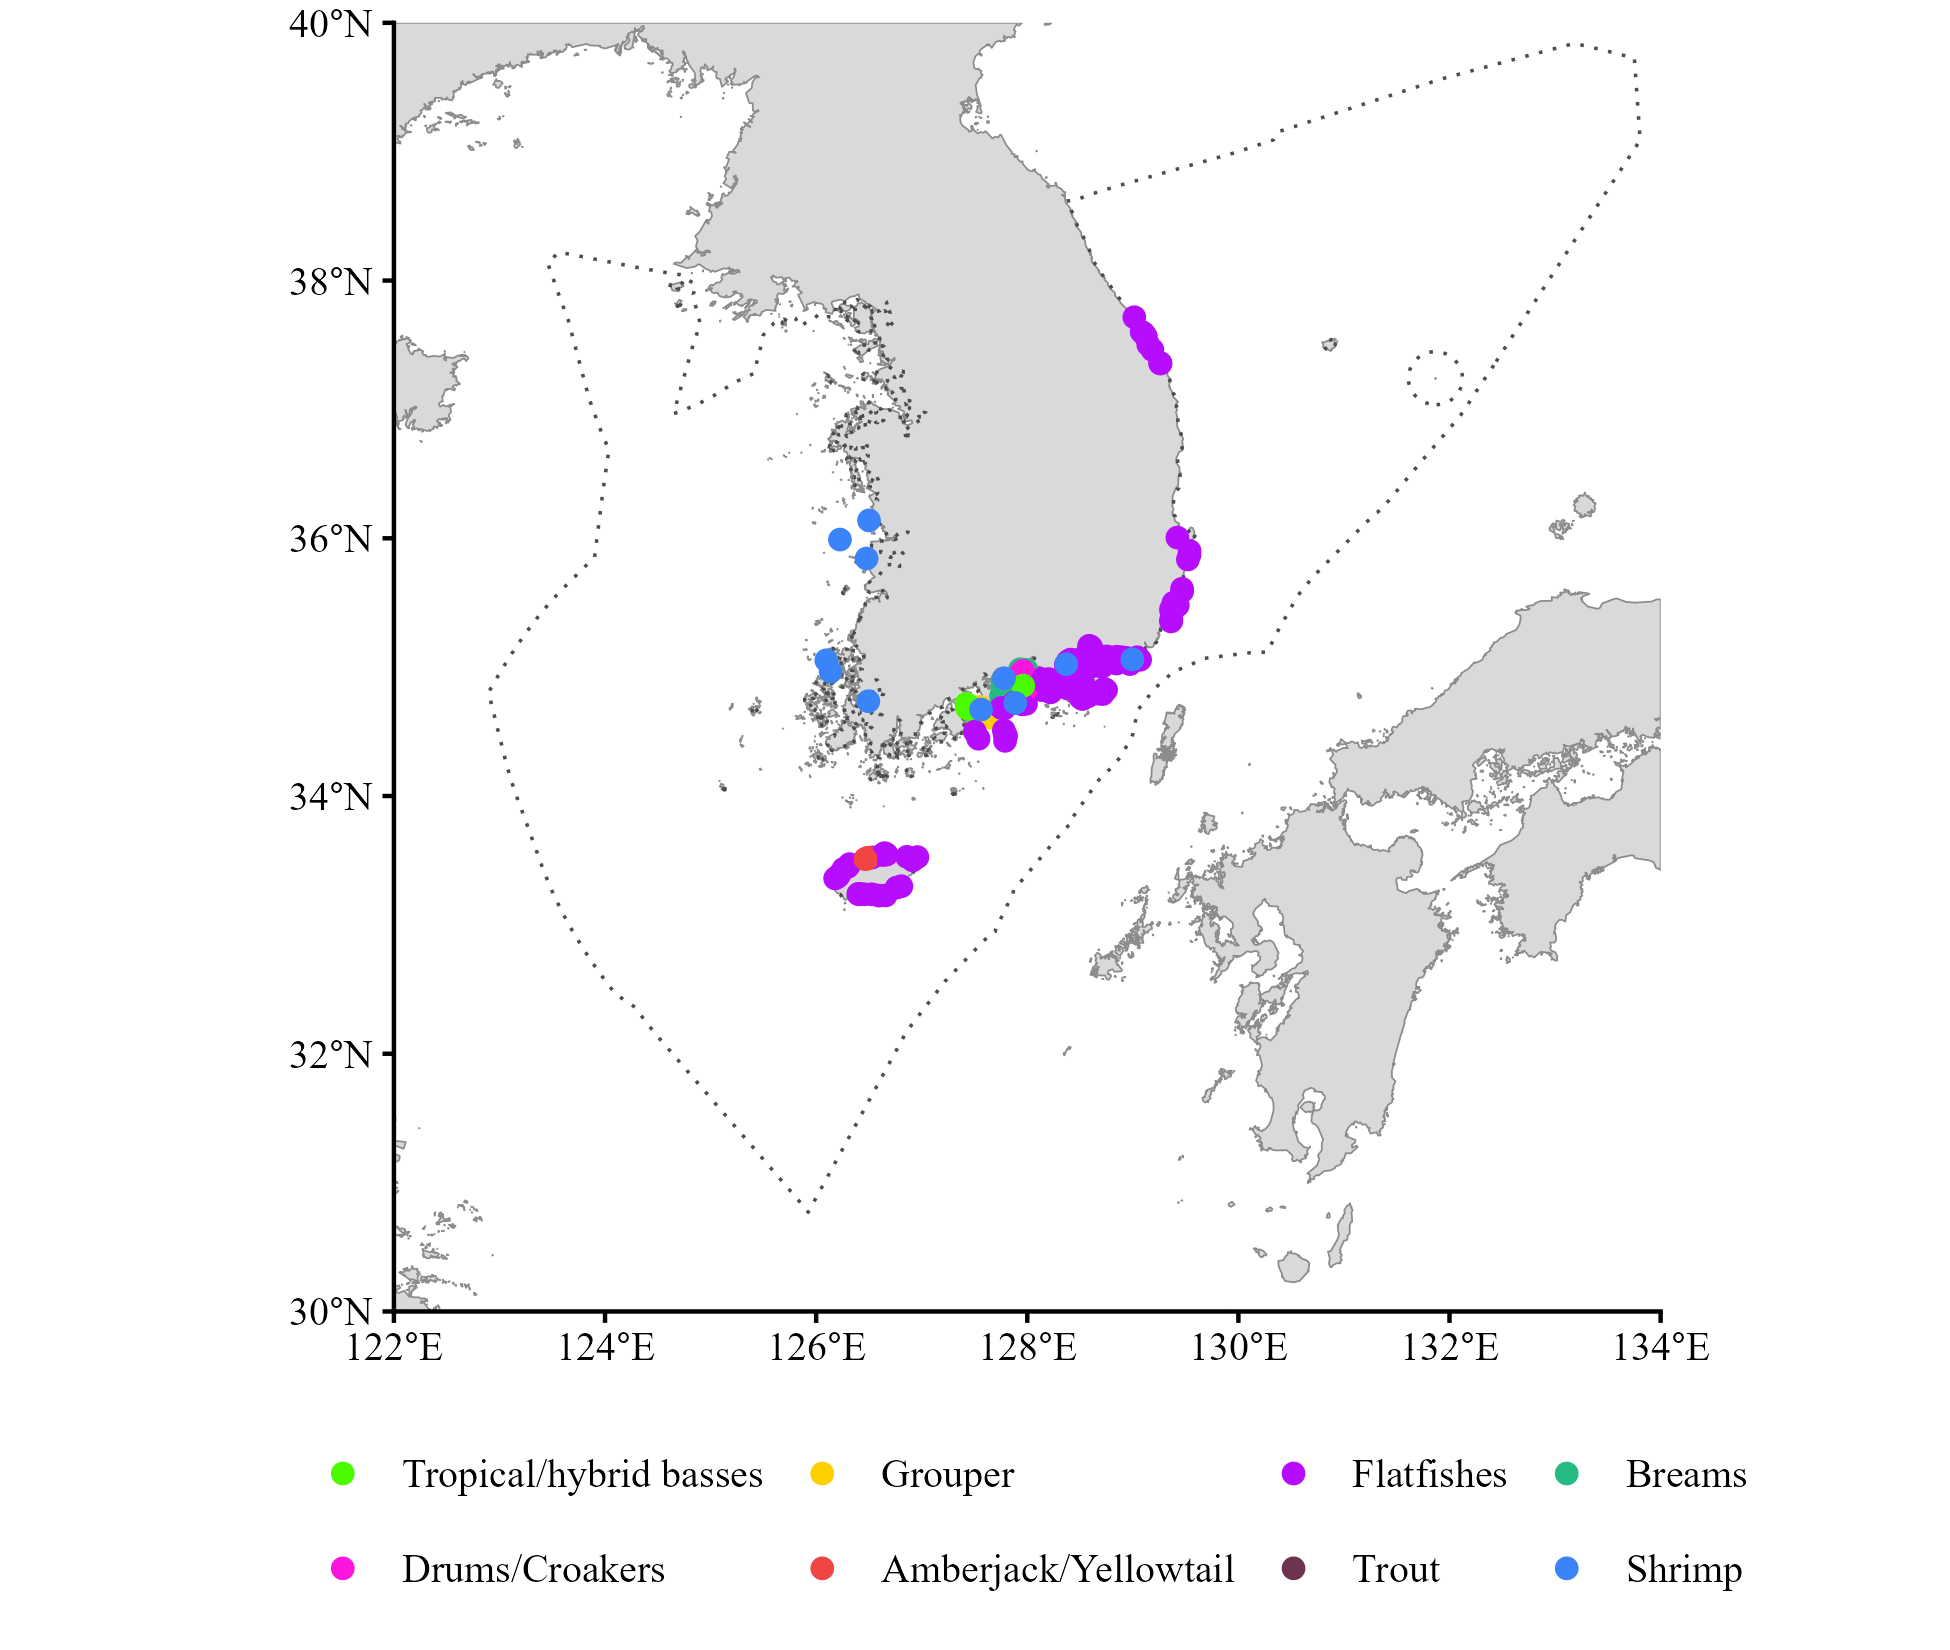 40°N
38°N
36°N
34°N
32°N
30°N
122°E 124°E 126°E 128°E 130°E 132°E 134°E
Tropical/hybrid basses Grouper Flatfishes Breams
Drums/Croakers Amberjack/Yellowtail Trout Shrimp